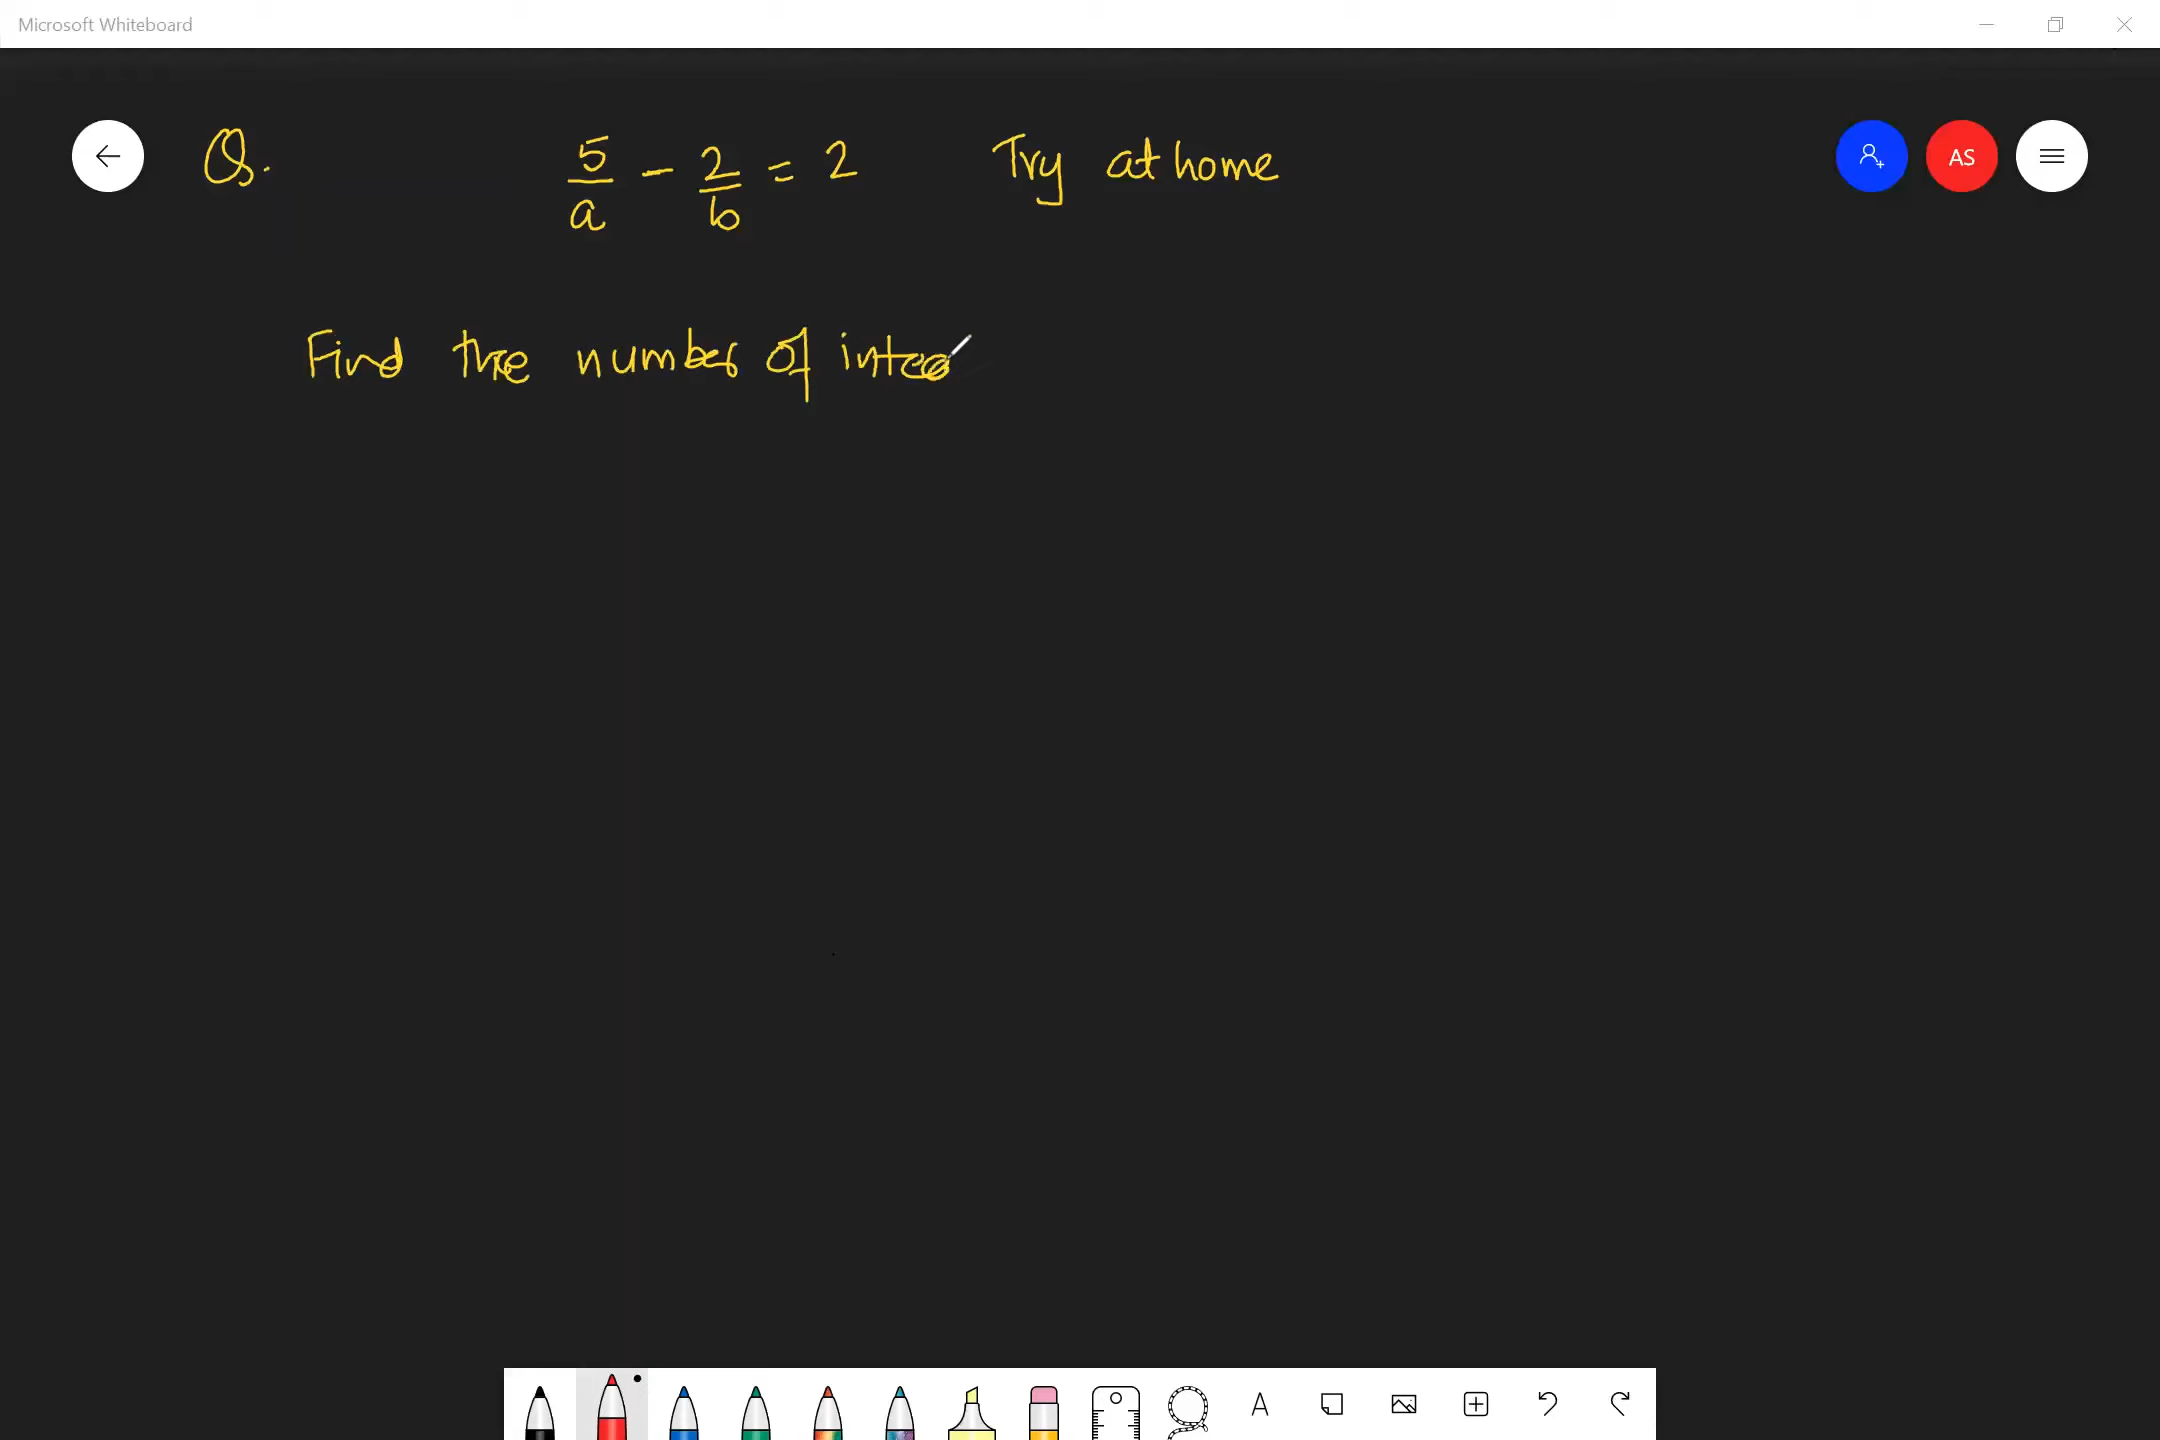 Microsoft Whiteboard
Q. 5/a - 2/b = 2 Try at home
AS
Find the number of
A